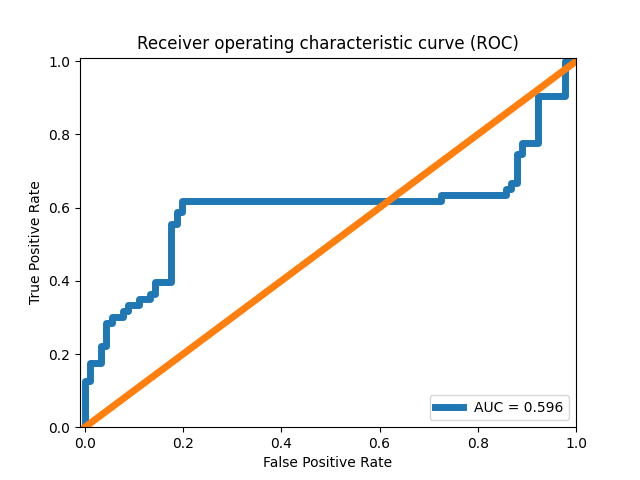 Receiver operating characteristic curve (ROC)
True Positive Rate
1.0
0.8
0.6
0.4
0.2
0.0
0.0 0.2 0.4 0.6 0.8 1.0
False Positive Rate
AUC = 0.596